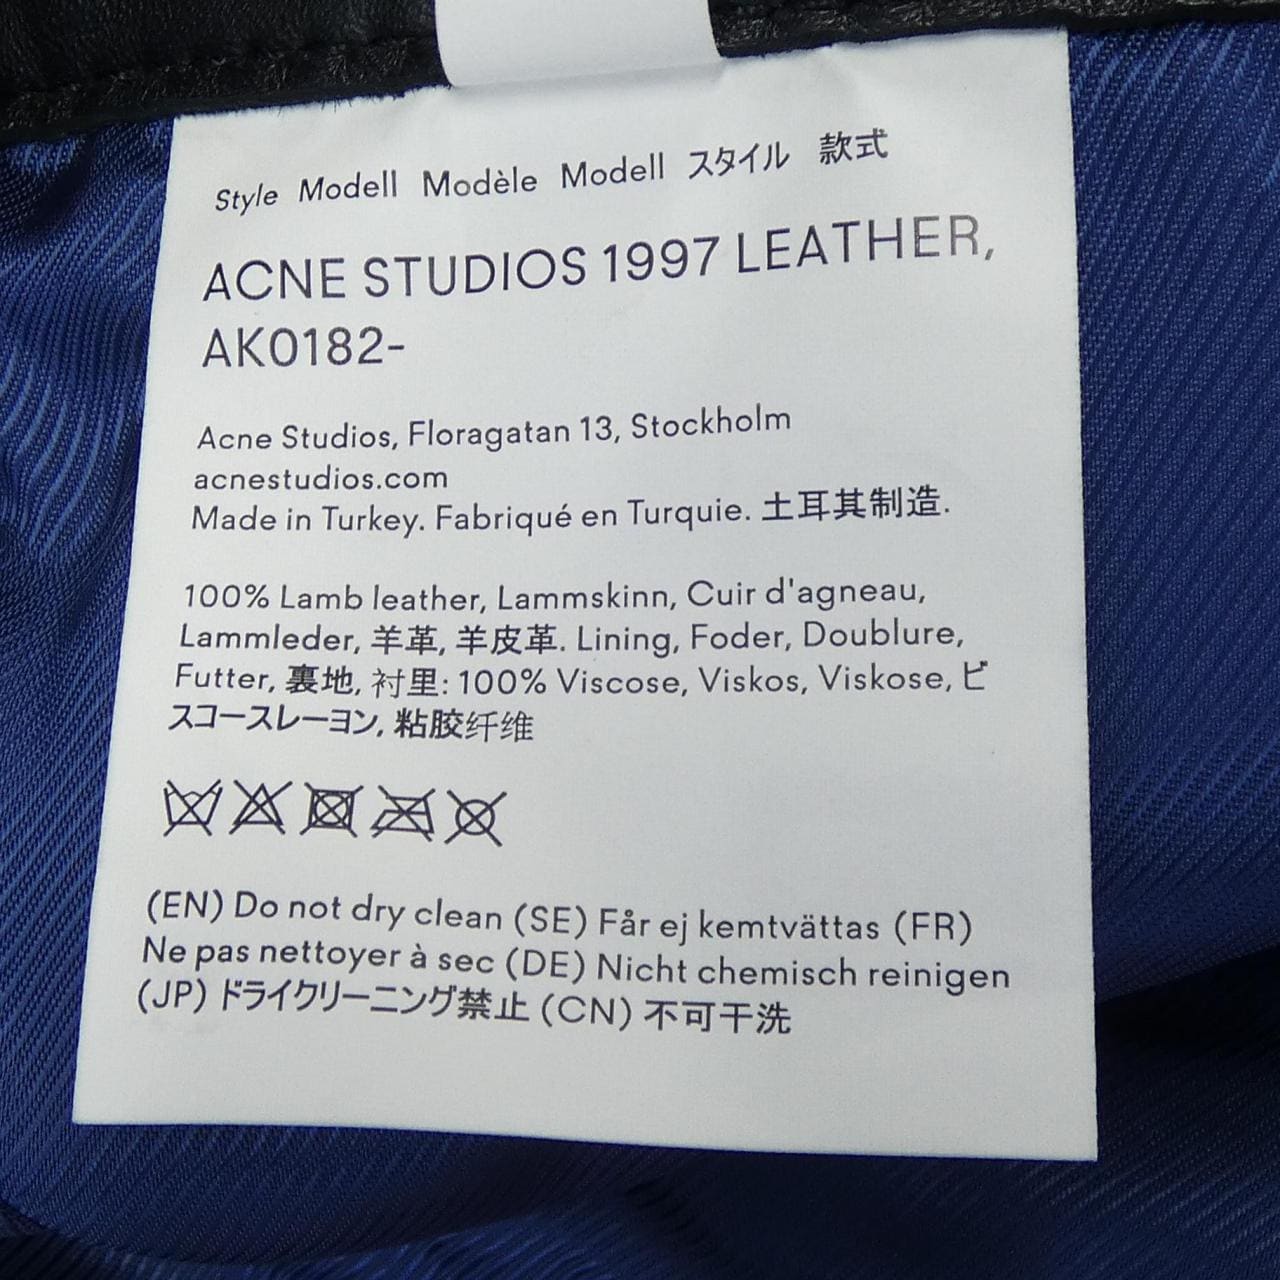 Style Modell Modèle Modell スタイル 款式
ACNE STUDIOS 1997 LEATHER,
AK0182-
Acne Studios, Floragatan 13, Stockholm
acnestudios.com
Made in Turkey. Fabriqué en Turquie. 土耳其制造.
100% Lamb leather, Lammskinn, Cuir d'agneau,
Lammleder, 羊革, 羊皮革. Lining, Foder, Doublure,
Futter, 裏地, 衬里: 100% Viscose, Viskos, Viskose, ビ
スコースレーヨン, 粘胶纤维
(EN) Do not dry clean (SE) Får ej kemtvättas (FR)
Ne pas nettoyer à sec (DE) Nicht chemisch reinigen
(JP) ドライクリーニング禁止 (CN) 不可干洗